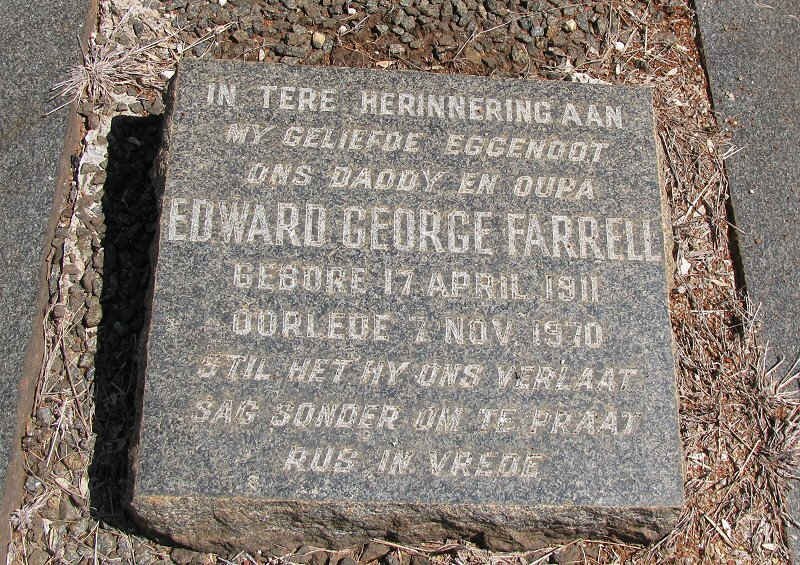 IN TERE HERINNERING AAN
MY GELIEFDE EGGENOOT
ONS DADDY EN OUPA
EDWARD GEORGE FARRELL
GEBORE 17 APRIL 1911
OORLEDE 7 NOV. 1970
STIL HET HY ONS VERLAAT
SAG SONDER OM TE PRAAT
RUS IN VREDE